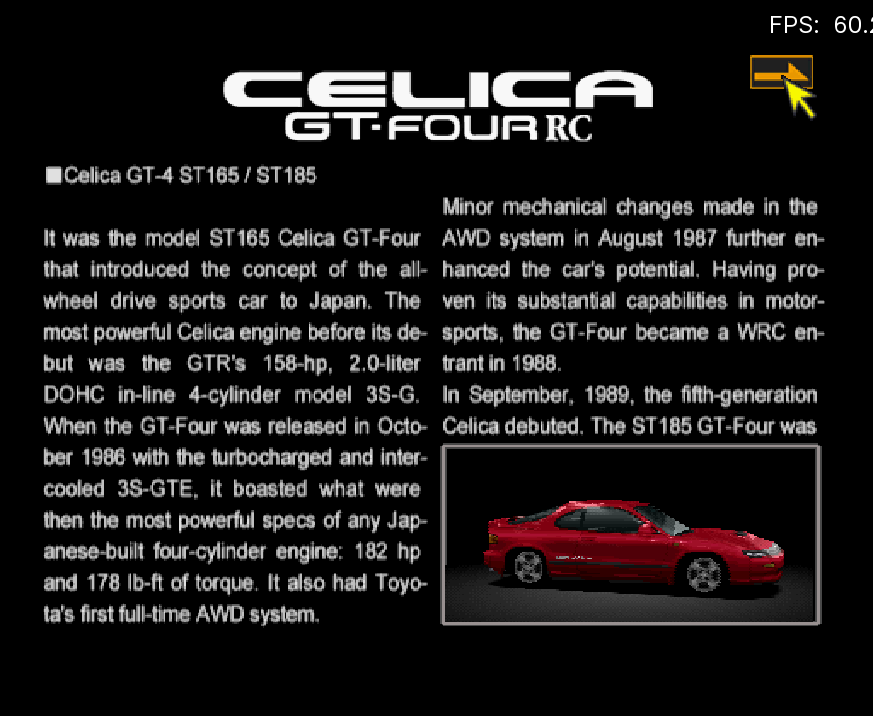 FPS: 60.2
CELICA
GT-FOUR RC
■Celica GT-4 ST165 / ST185
It was the model ST165 Celica GT-Four
that introduced the concept of the all-
wheel drive sports car to Japan. The
most powerful Celica engine before its de-
but was the GTR's 158-hp, 2.0-liter
DOHC in-line 4-cylinder model 3S-G.
When the GT-Four was released in Octo-
ber 1986 with the turbocharged and inter-
cooled 3S-GTE, it boasted what were
then the most powerful specs of any Jap-
anese-built four-cylinder engine: 182 hp
and 178 lb-ft of torque. It also had Toyo-
ta's first full-time AWD system.
Minor mechanical changes made in the
AWD system in August 1987 further en-
hanced the car's potential. Having pro-
ven its substantial capabilities in motor-
sports, the GT-Four became a WRC en-
trant in 1988.
In September, 1989, the fifth-generation
Celica debuted. The ST185 GT-Four was